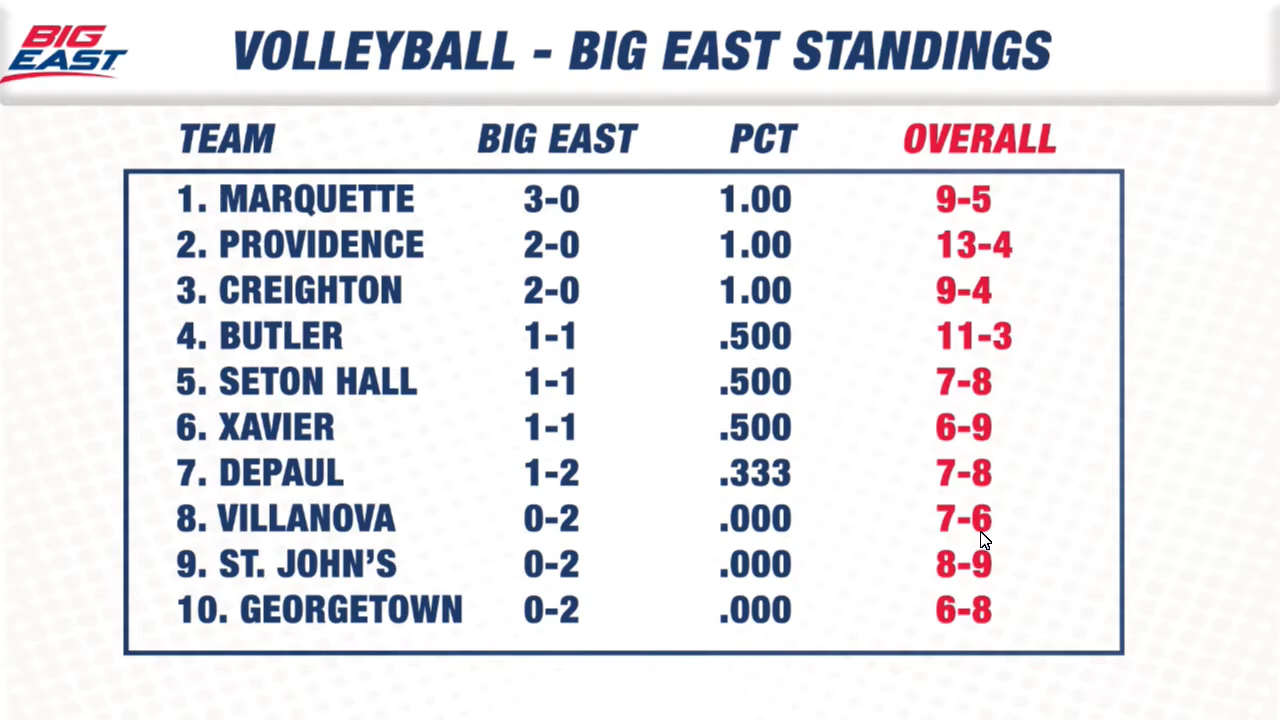 BIG
EAST
VOLLEYBALL - BIG EAST STANDINGS
TEAM BIG EAST PCT OVERALL
1. MARQUETTE 3-0 1.00 9-5
2. PROVIDENCE 2-0 1.00 13-4
3. CREIGHTON 2-0 1.00 9-4
4. BUTLER 1-1 .500 11-3
5. SETON HALL 1-1 .500 7-8
6. XAVIER 1-1 .500 6-9
7. DEPAUL 1-2 .333 7-8
8. VILLANOVA 0-2 .000 7-6
9. ST. JOHN’S 0-2 .000 8-9
10. GEORGETOWN 0-2 .000 6-8